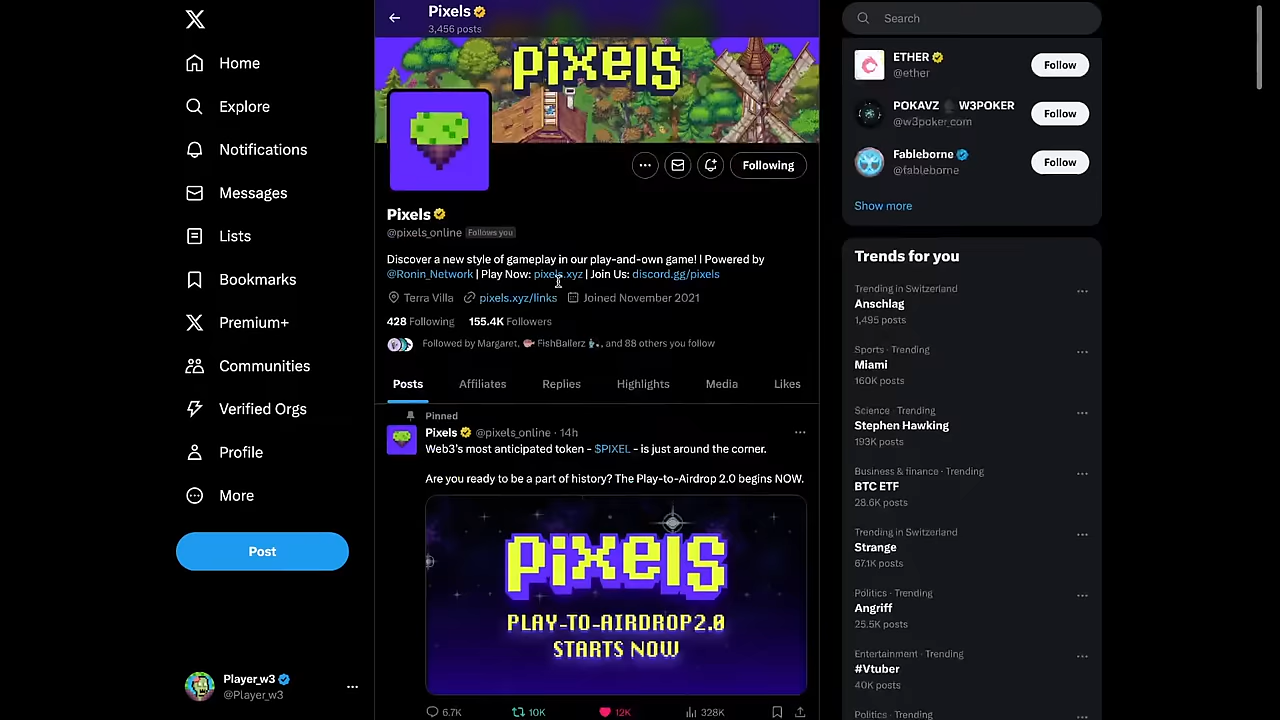 Home
Explore
Notifications
Messages
Lists
Bookmarks
Premium+
Communities
Verified Orgs
Profile
More
Post
Player_w3
@Player_w3
Pixels
3,456 posts
pixels
Following
Pixels
@pixels_online Follows you
Discover a new style of gameplay in our play-and-own game! | Powered by
@Ronin_Network | Play Now: pixels.xyz | Join Us: discord.gg/pixels
Terra Villa pixels.xyz/links Joined November 2021
428 Following 155.4K Followers
Followed by Margaret, FishBallerz, and 88 others you follow
Posts Affiliates Replies Highlights Media Likes
Pinned
Pixels @pixels_online · 14h
Web3's most anticipated token - $PIXEL - is just around the corner.
Are you ready to be a part of history? The Play-to-Airdrop 2.0 begins NOW.
pixels
PLAY-TO-AIRDROP 2.0
STARTS NOW
6.7K 10K 12K 328K
Search
ETHER
@ether
Follow
POKAVZ W3POKER
@w3poker_com
Follow
Fableborne
@fableborne
Follow
Show more
Trends for you
Trending in Switzerland
Anschlag
1,495 posts
Sports · Trending
Miami
160K posts
Science · Trending
Stephen Hawking
193K posts
Business & finance · Trending
BTC ETF
28.6K posts
Trending in Switzerland
Strange
67.1K posts
Politics · Trending
Angriff
25.5K posts
Entertainment · Trending
#Vtuber
40K posts
Politics · Trending